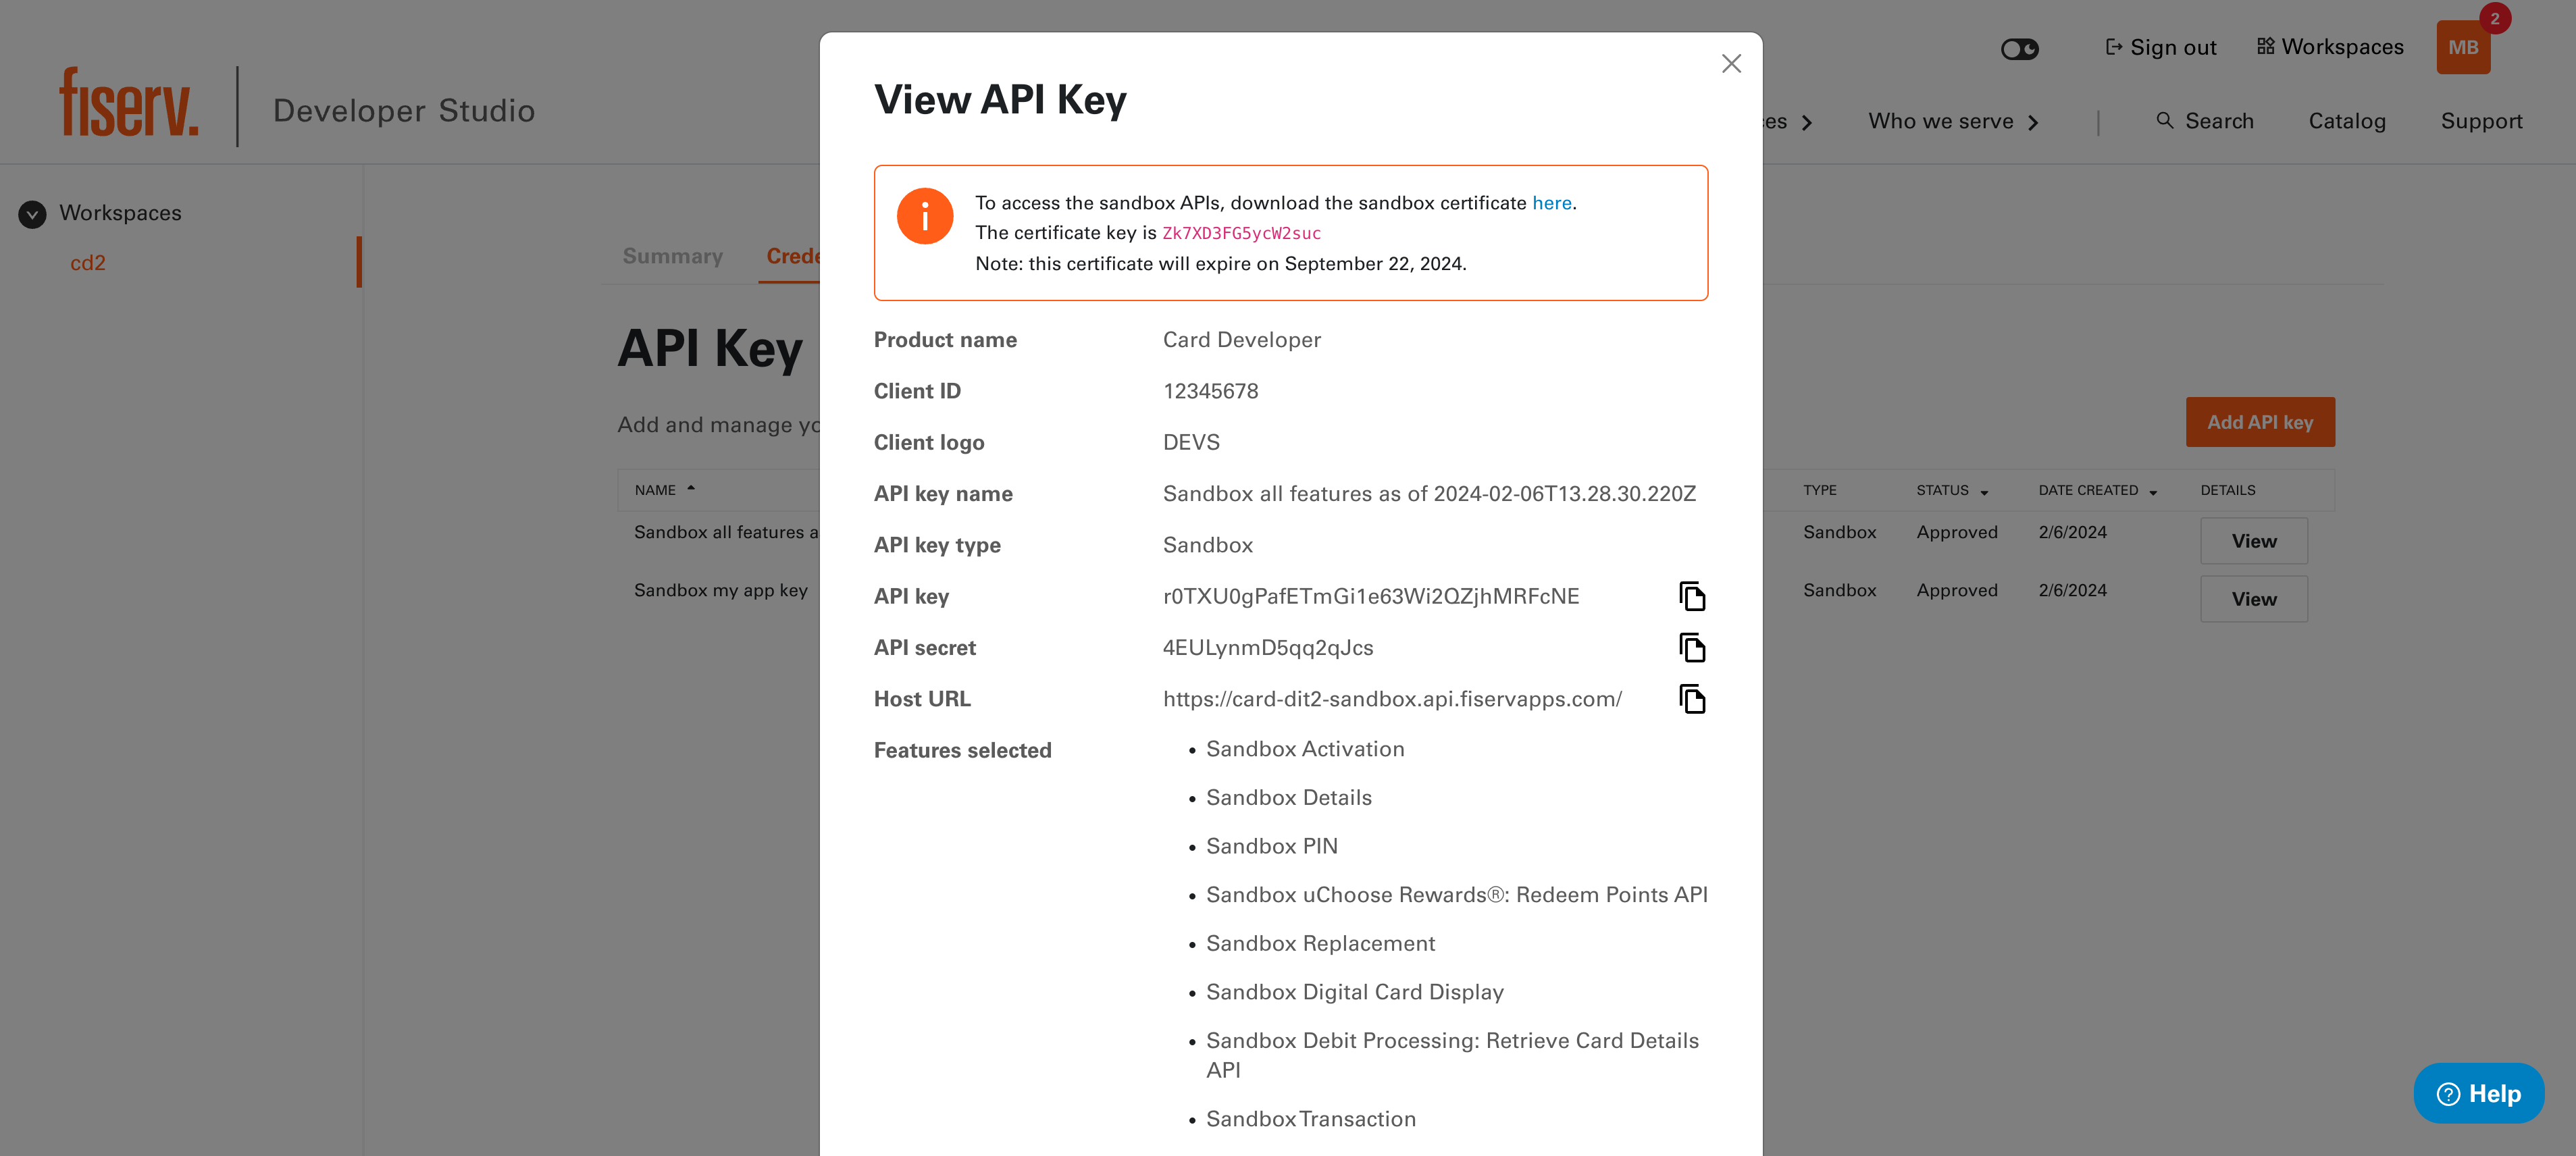 2
Sign out
Workspaces
MB
fiserv.
Developer Studio
Who we serve
Search
Catalog
Support
Workspaces
cd2
Summary
API Key
Add and manage
Add API key
NAME
TYPE
STATUS
DATE CREATED
DETAILS
Sandbox all features
Sandbox
Approved
2/6/2024
View
Sandbox my app key
Sandbox
Approved
2/6/2024
View
View API Key
i
To access the sandbox APIs, download the sandbox certificate here.
The certificate key is Zk7XD3FG5ycW2suc
Note: this certificate will expire on September 22, 2024.
Product name
Card Developer
Client ID
12345678
Client logo
DEVS
API key name
Sandbox all features as of 2024-02-06T13.28.30.220Z
API key type
Sandbox
API key
r0TXU0gPafETmGi1e63Wi2QZjhMRFcNE
API secret
4EULynmD5qq2qJcs
Host URL
https://card-dit2-sandbox.api.fiservapps.com/
Features selected
• Sandbox Activation
• Sandbox Details
• Sandbox PIN
• Sandbox uChoose Rewards®: Redeem Points API
• Sandbox Replacement
• Sandbox Digital Card Display
• Sandbox Debit Processing: Retrieve Card Details
API
• Sandbox Transaction
Help